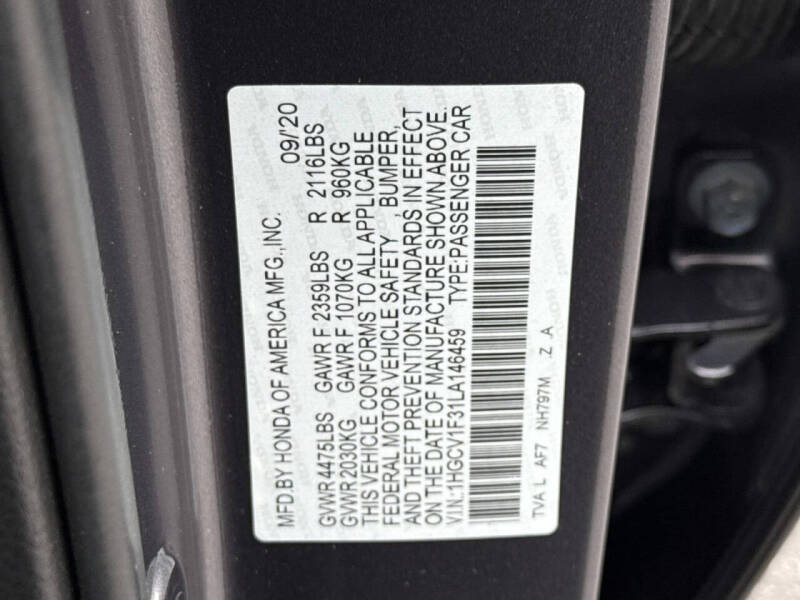 MFD.BY HONDA OF AMERICA MFG.,INC. 09/'20
GVWR 4475LBS GAWR F 2359LBS R 2116LBS
GVWR 2030KG GAWR F 1070KG R 960KG
THIS VEHICLE CONFORMS TO ALL APPLICABLE
FEDERAL MOTOR VEHICLE SAFETY , BUMPER,
AND THEFT PREVENTION STANDARDS IN EFFECT
ON THE DATE OF MANUFACTURE SHOWN ABOVE.
VIN:1HGCV1F31LA146459 TYPE:PASSENGER CAR
TVA L AF7 NH797M Z A